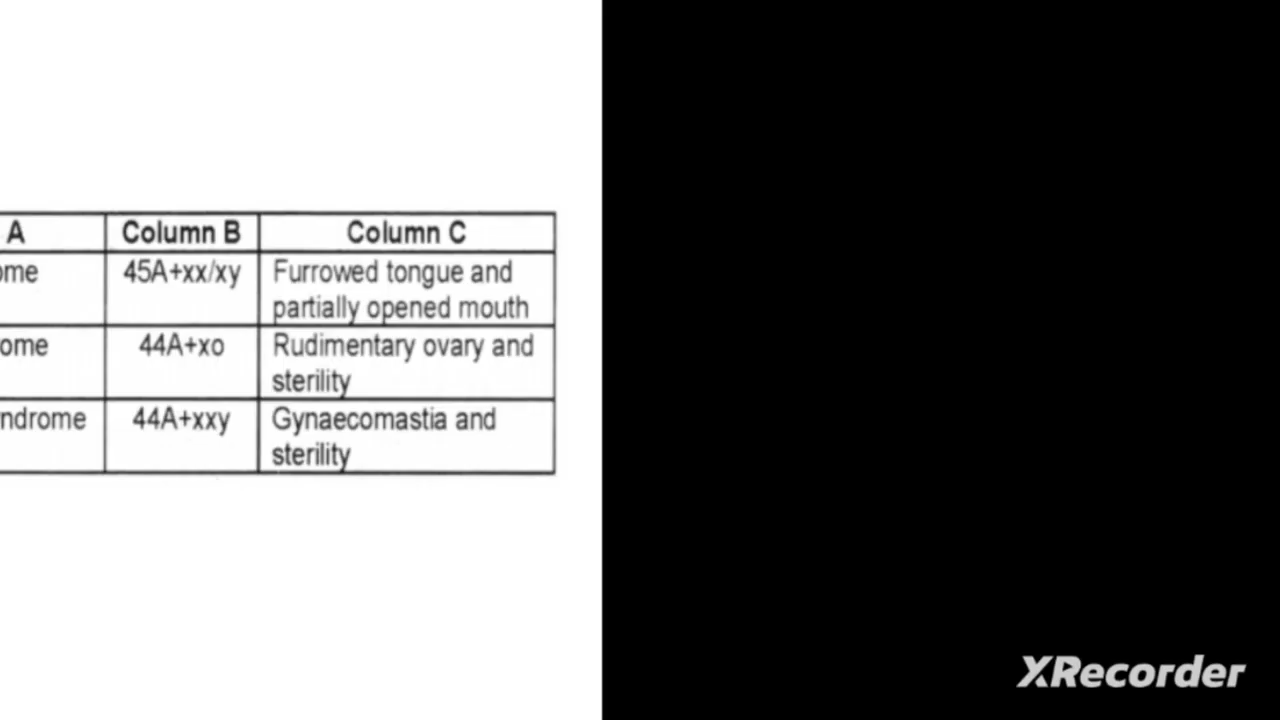 A Column B Column C
ome 45A+xx/xy Furrowed tongue and
partially opened mouth
ome 44A+xo Rudimentary ovary and
sterility
ndrome 44A+xxy Gynaecomastia and
sterility
XRecorder